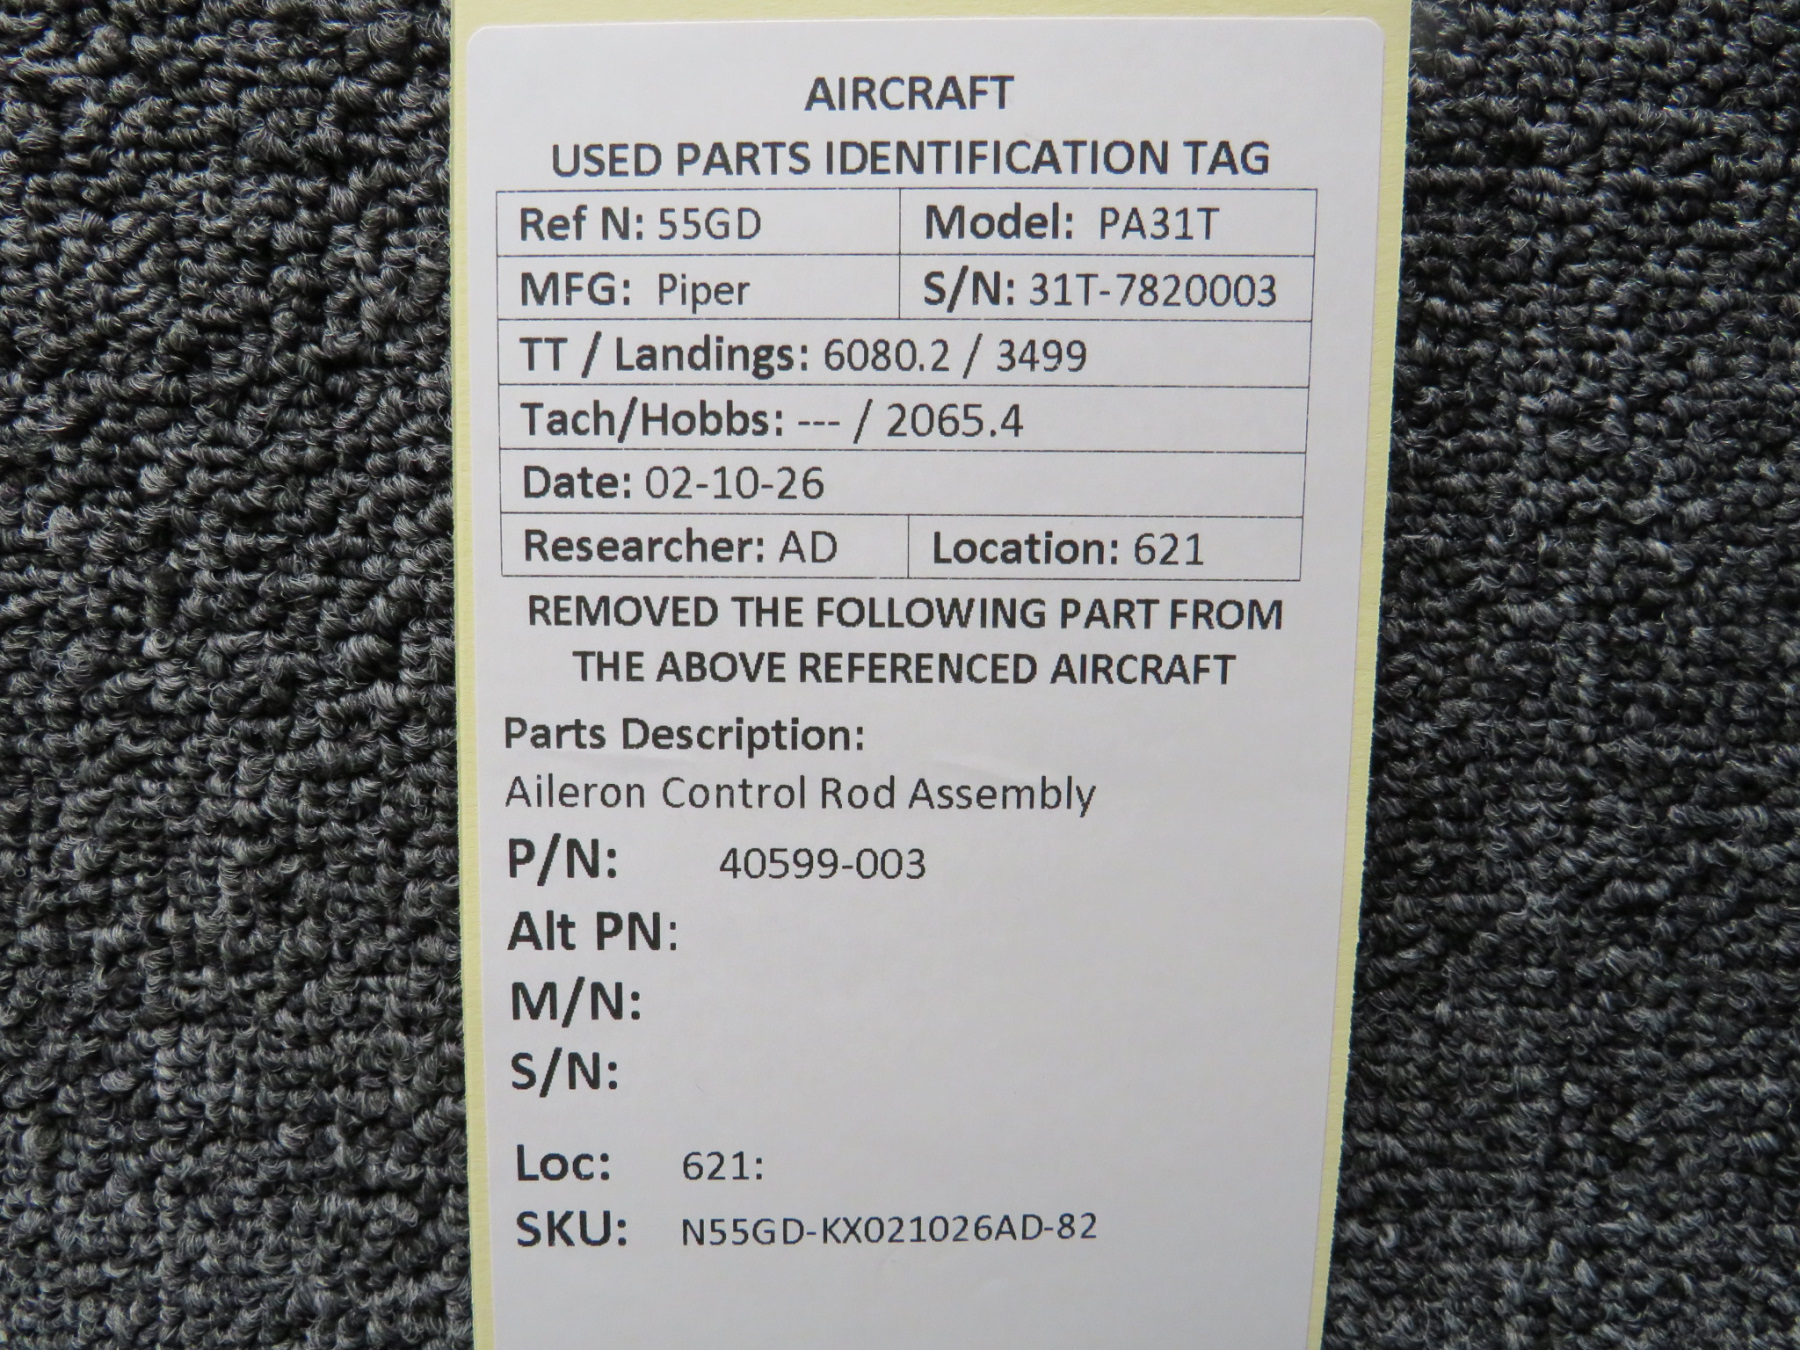 AIRCRAFT
USED PARTS IDENTIFICATION TAG
Ref N: 55GD Model: PA31T
MFG: Piper S/N: 31T-7820003
TT / Landings: 6080.2 / 3499
Tach/Hobbs: --- / 2065.4
Date: 02-10-26
Researcher: AD Location: 621
REMOVED THE FOLLOWING PART FROM
THE ABOVE REFERENCED AIRCRAFT
Parts Description:
Aileron Control Rod Assembly
P/N: 40599-003
Alt PN:
M/N:
S/N:
Loc: 621:
SKU: N55GD-KX021026AD-82